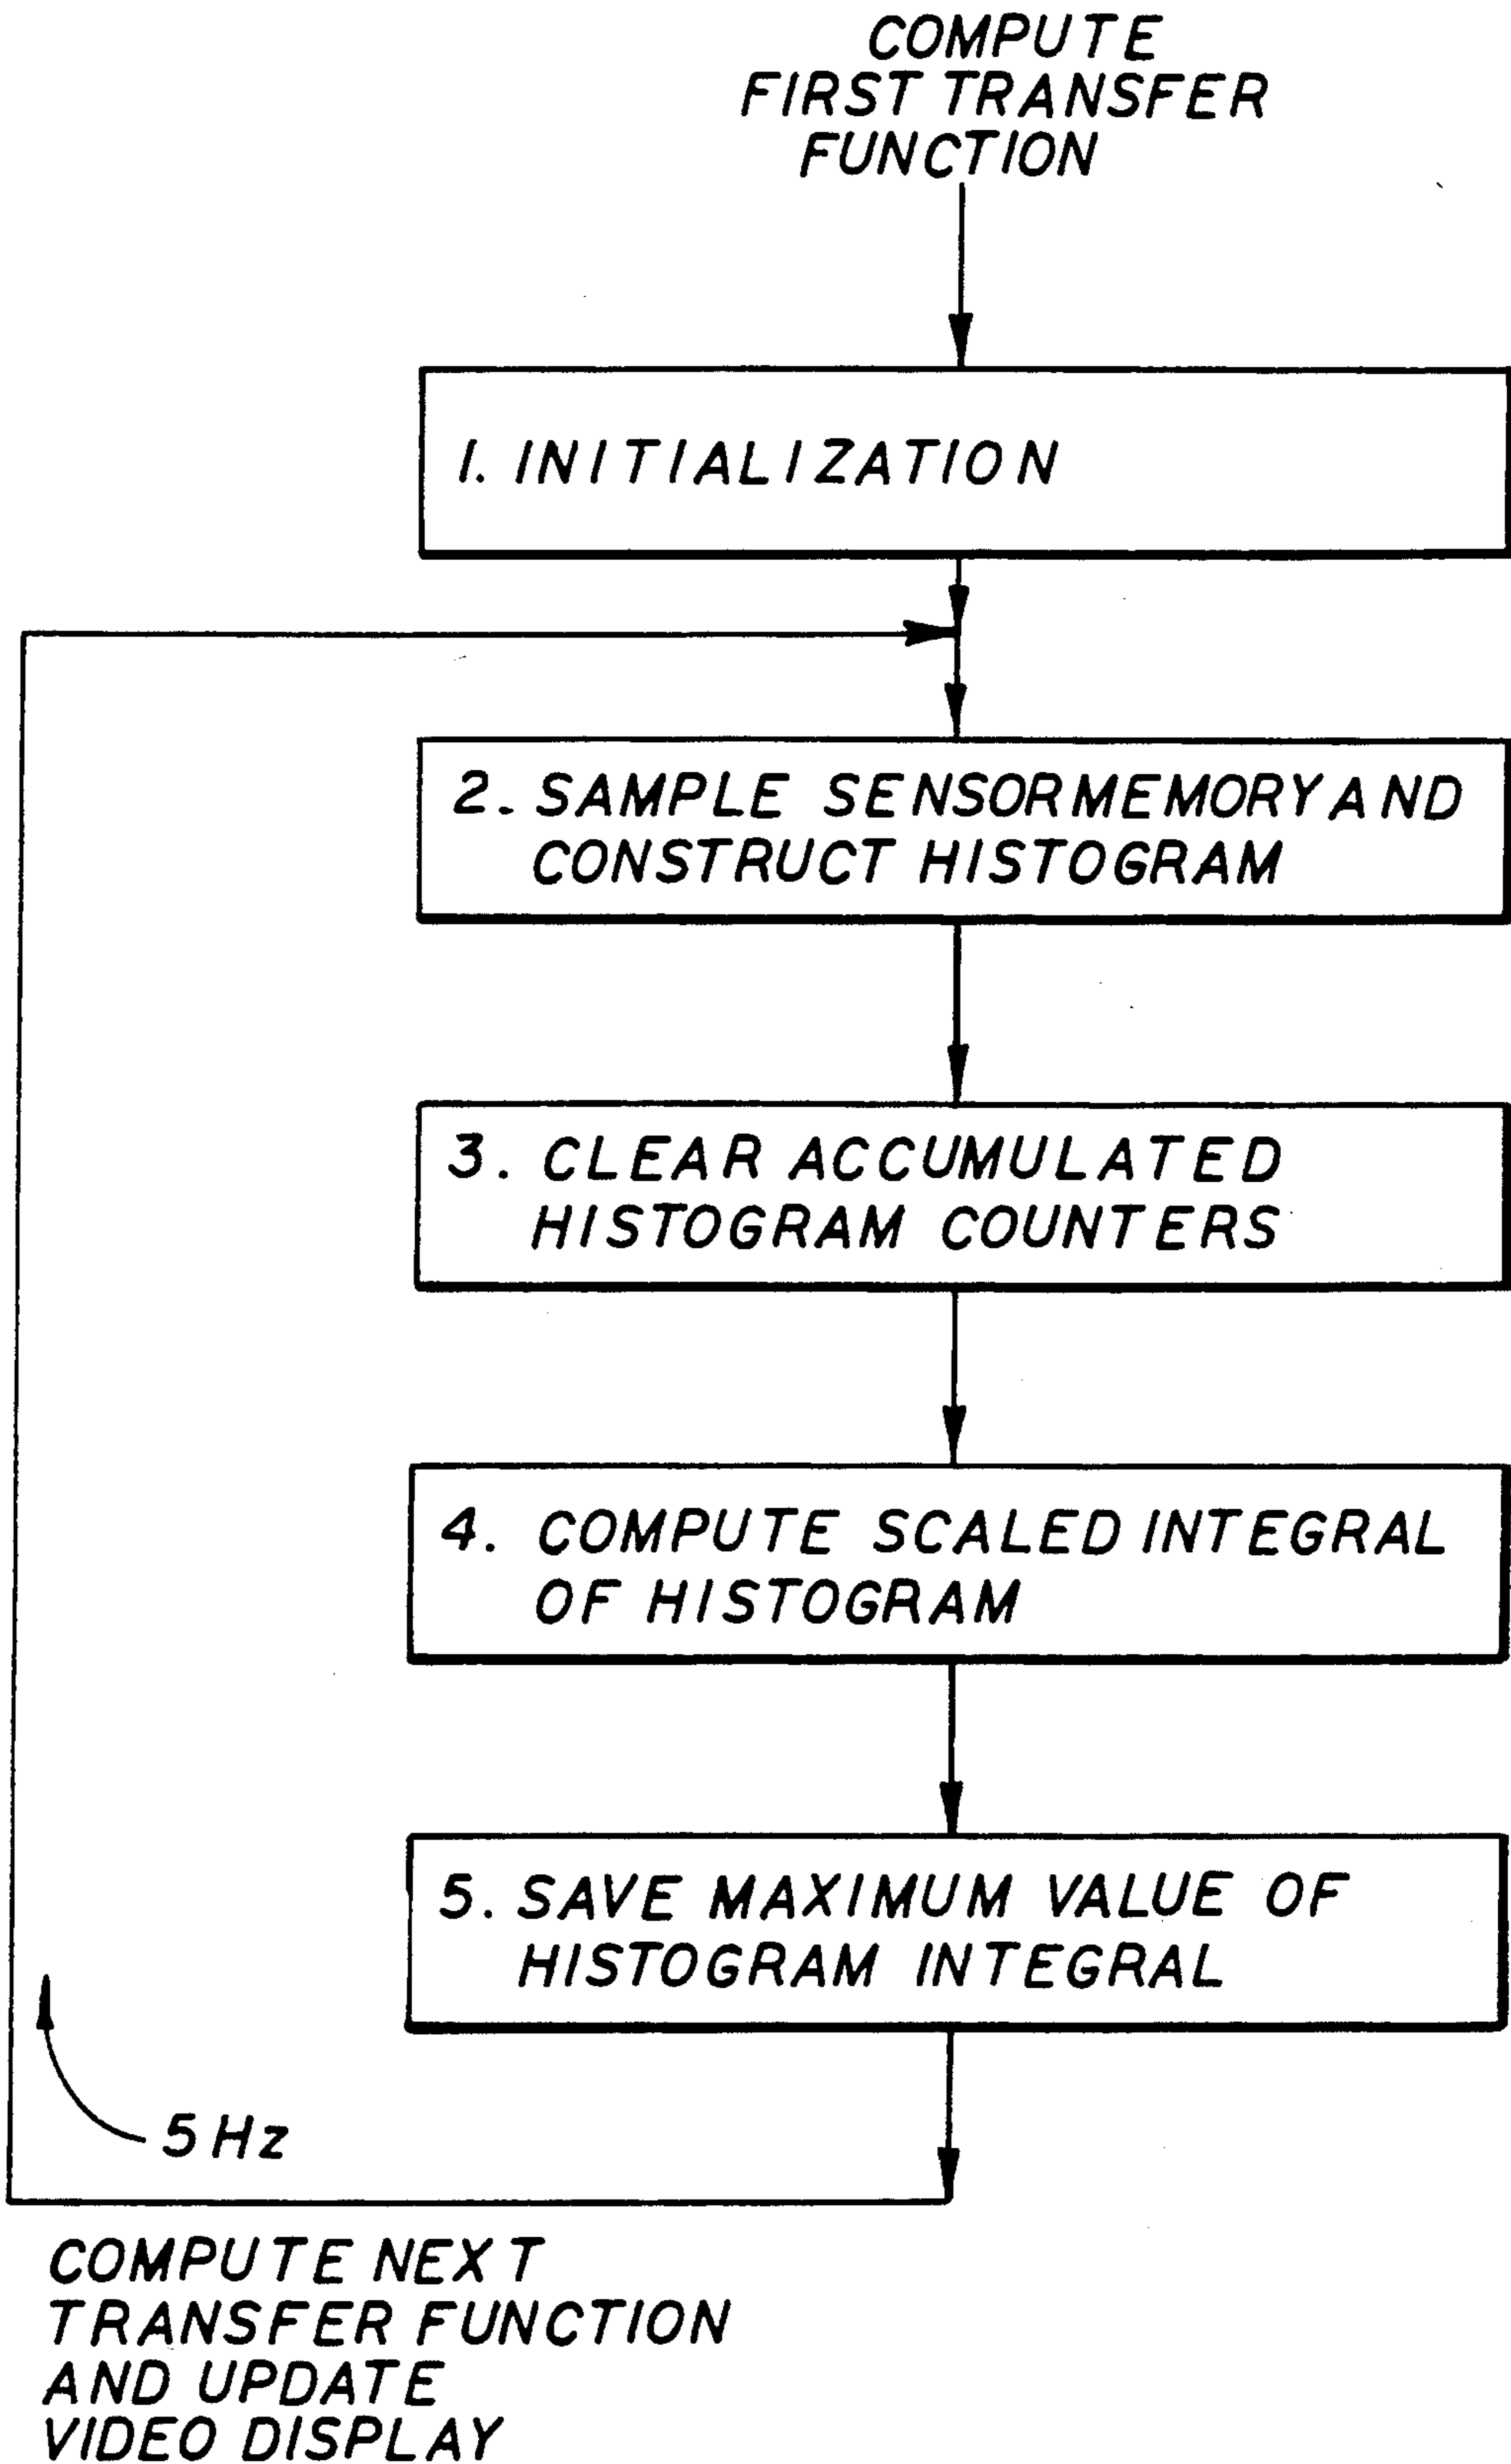 COMPUTE
FIRST TRANSFER
FUNCTION
1. INITIALIZATION
2. SAMPLE SENSOR MEMORY AND
CONSTRUCT HISTOGRAM
3. CLEAR ACCUMULATED
HISTOGRAM COUNTERS
4. COMPUTE SCALED INTEGRAL
OF HISTOGRAM
5. SAVE MAXIMUM VALUE OF
HISTOGRAM INTEGRAL
5 Hz
COMPUTE NEXT
TRANSFER FUNCTION
AND UPDATE
VIDEO DISPLAY